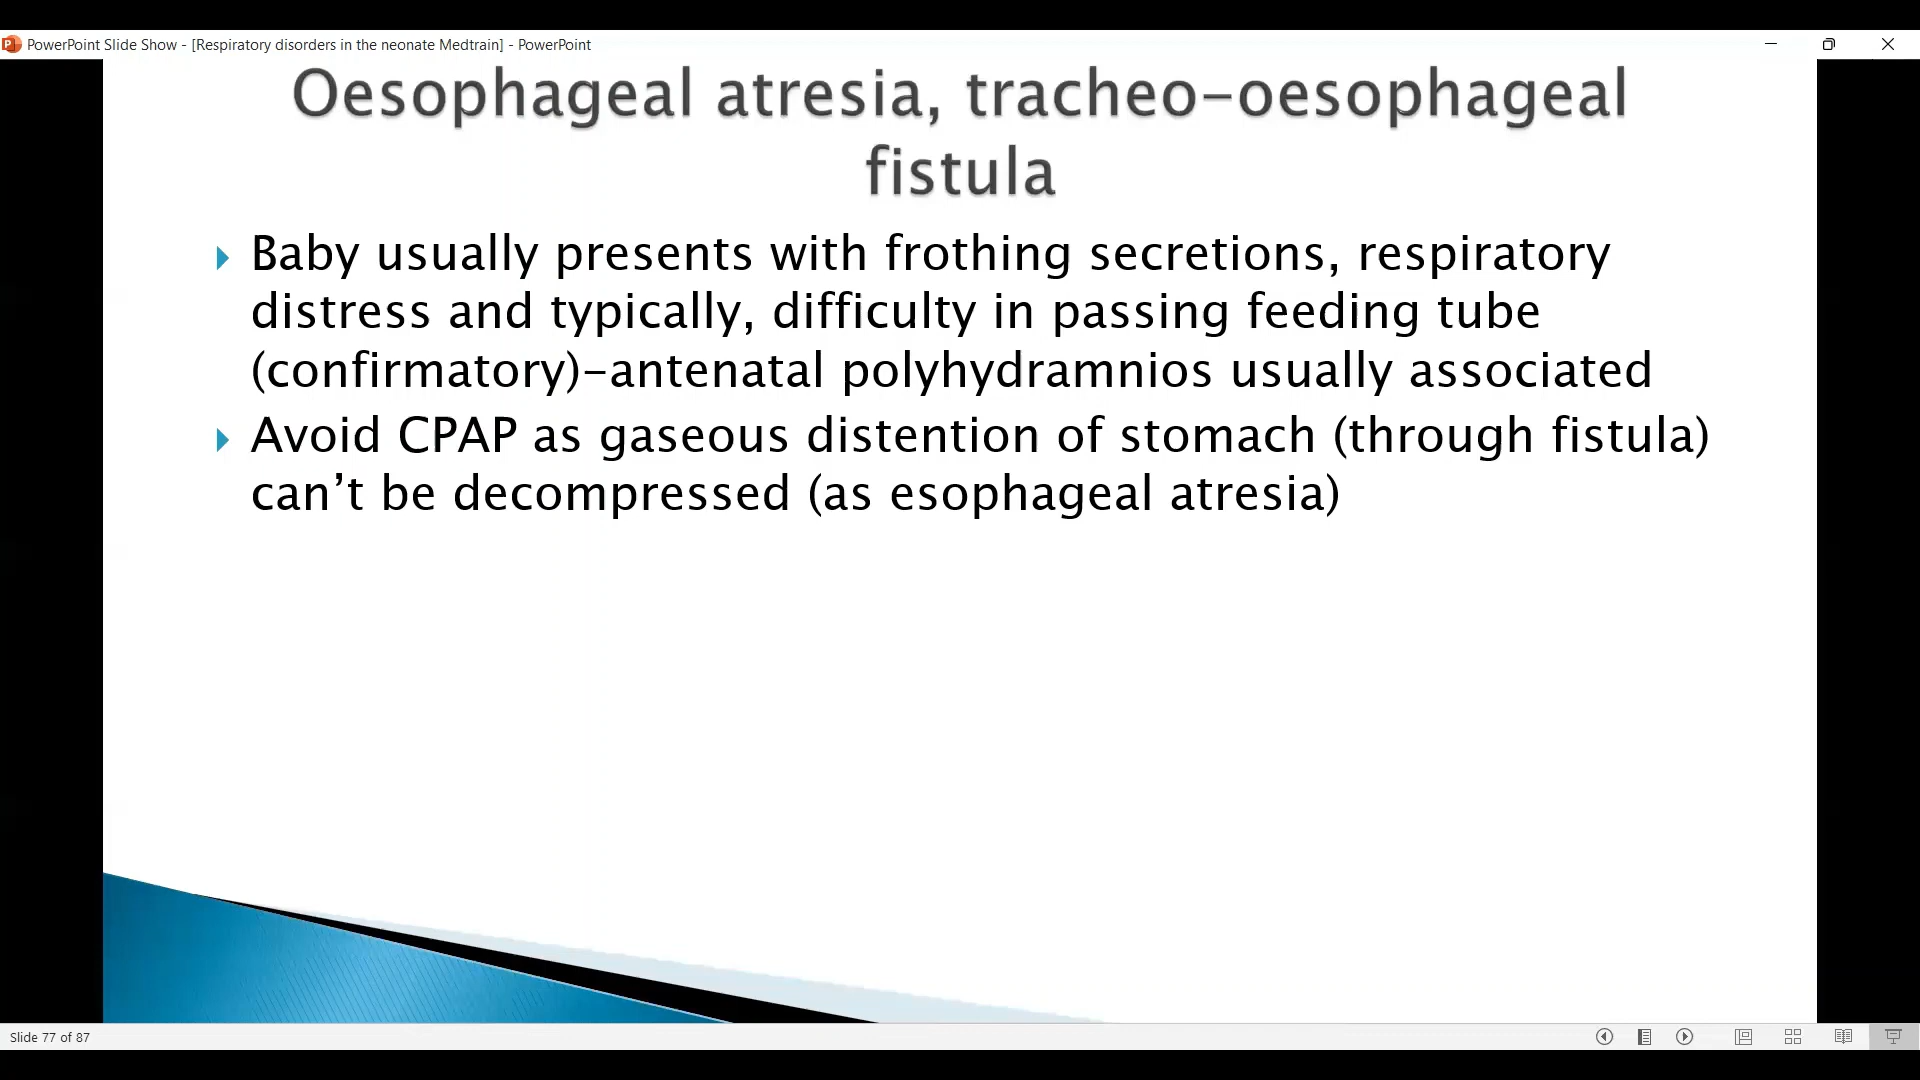 PowerPoint Slide Show - [Respiratory disorders in the neonate Medtrain] - PowerPoint
Oesophageal atresia, tracheo-oesophageal
fistula
Baby usually presents with frothing secretions, respiratory
distress and typically, difficulty in passing feeding tube
(confirmatory)-antenatal polyhydramnios usually associated
Avoid CPAP as gaseous distention of stomach (through fistula)
can’t be decompressed (as esophageal atresia)
Slide 77 of 87